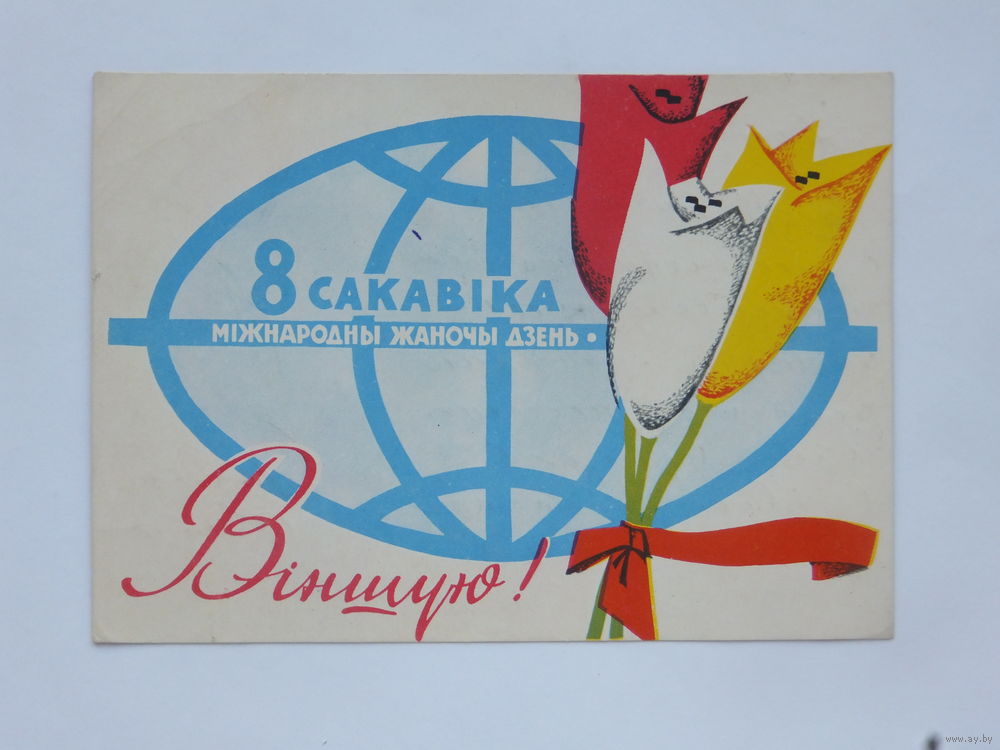 8 САКАВІКА
МІЖНАРОДНЫ ЖАНОЧЫ ДЗЕНЬ •
Віншую!
www.ay.by